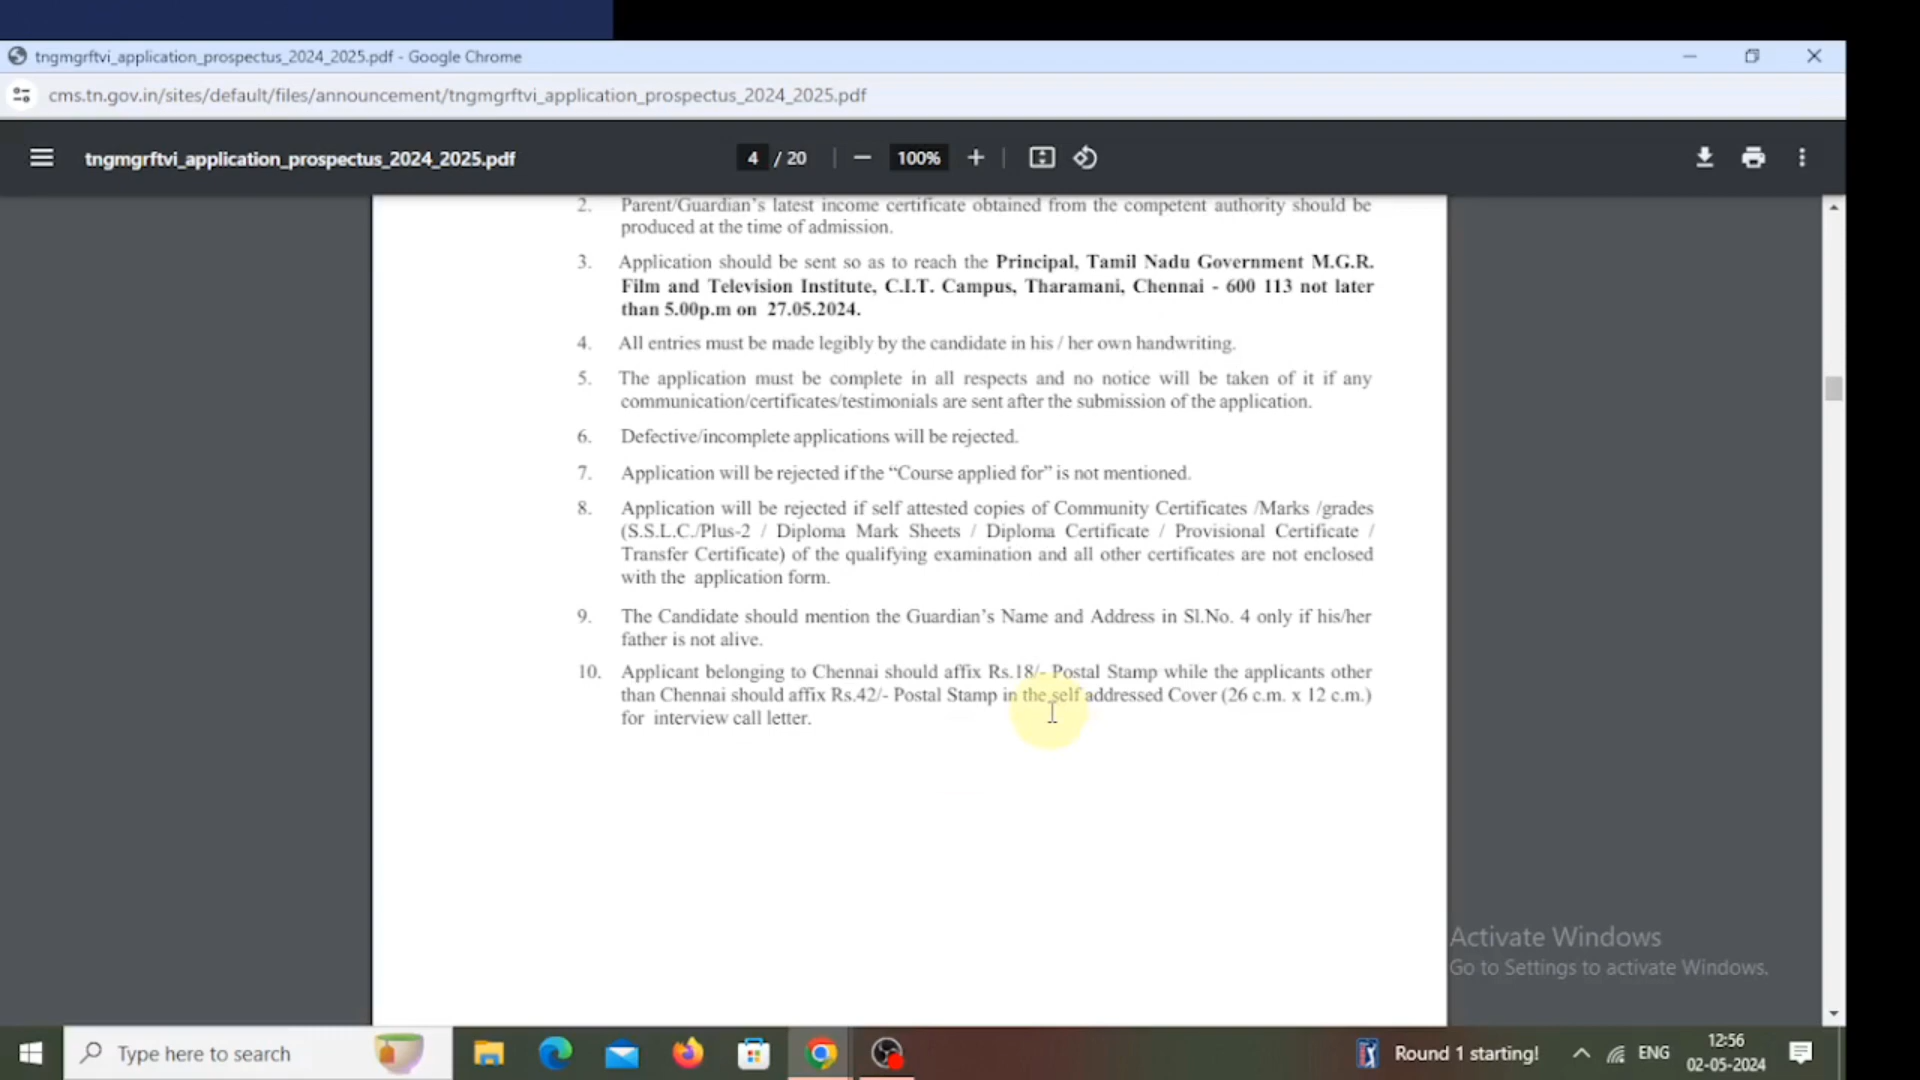 tngmgrftvi_application_prospectus_2024_2025.pdf - Google Chrome
cms.tn.gov.in/sites/default/files/announcement/tngmgrftvi_application_prospectus_2024_2025.pdf
tngmgrftvi_application_prospectus_2024_2025.pdf
4 / 20
100%
2. Parent/Guardian's latest income certificate obtained from the competent authority should be
produced at the time of admission.
3. Application should be sent so as to reach the Principal, Tamil Nadu Government M.G.R.
Film and Television Institute, C.I.T. Campus, Tharamani, Chennai - 600 113 not later
than 5.00p.m on 27.05.2024.
4. All entries must be made legibly by the candidate in his / her own handwriting.
5. The application must be complete in all respects and no notice will be taken of it if any
communication/certificates/testimonials are sent after the submission of the application.
6. Defective/incomplete applications will be rejected.
7. Application will be rejected if the “Course applied for” is not mentioned.
8. Application will be rejected if self attested copies of Community Certificates /Marks /grades
(S.S.L.C./Plus-2 / Diploma Mark Sheets / Diploma Certificate / Provisional Certificate /
Transfer Certificate) of the qualifying examination and all other certificates are not enclosed
with the application form.
9. The Candidate should mention the Guardian's Name and Address in Sl.No. 4 only if his/her
father is not alive.
10. Applicant belonging to Chennai should affix Rs.18/- Postal Stamp while the applicants other
than Chennai should affix Rs.42/- Postal Stamp in the self addressed Cover (26 c.m. x 12 c.m.)
for interview call letter.
Activate Windows
Go to Settings to activate Windows.
Type here to search
Round 1 starting!
ENG
12:56
02-05-2024